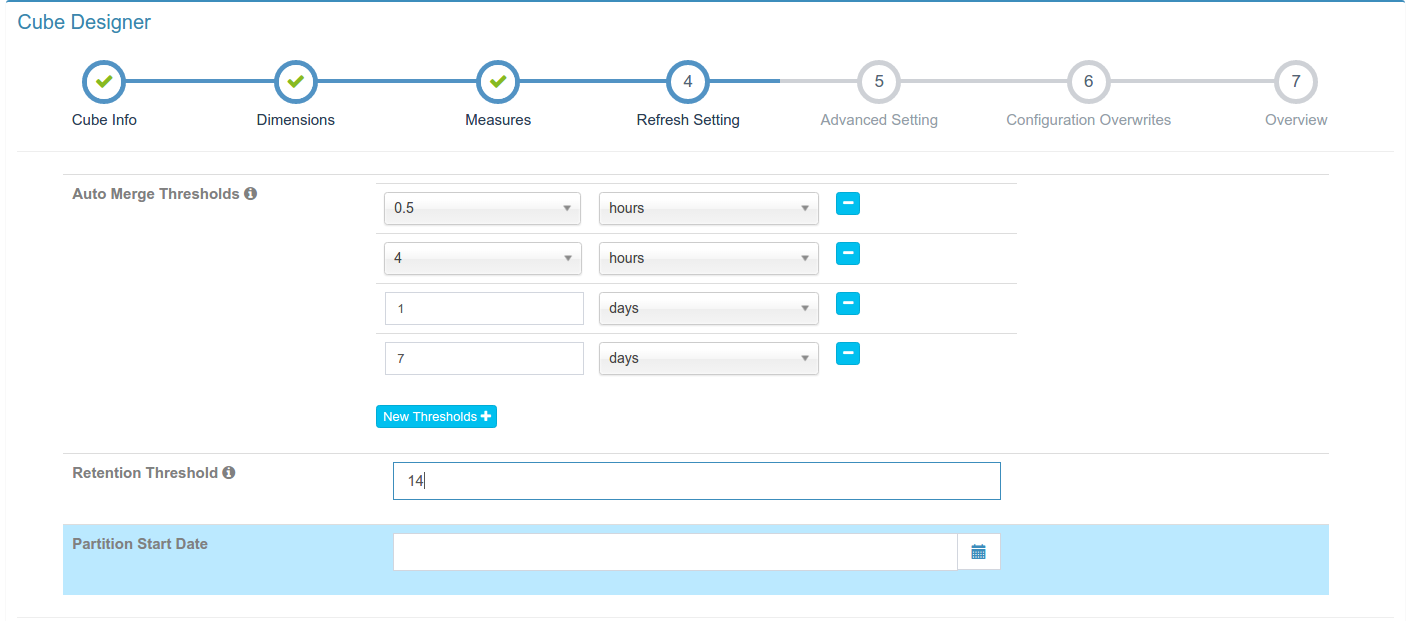 Cube Designer
4 5 6 7
Cube Info Dimensions Measures Refresh Setting Advanced Setting Configuration Overwrites Overview
Auto Merge Thresholds
0.5 hours
4 hours
1 days
7 days
New Thresholds
Retention Threshold
14
Partition Start Date